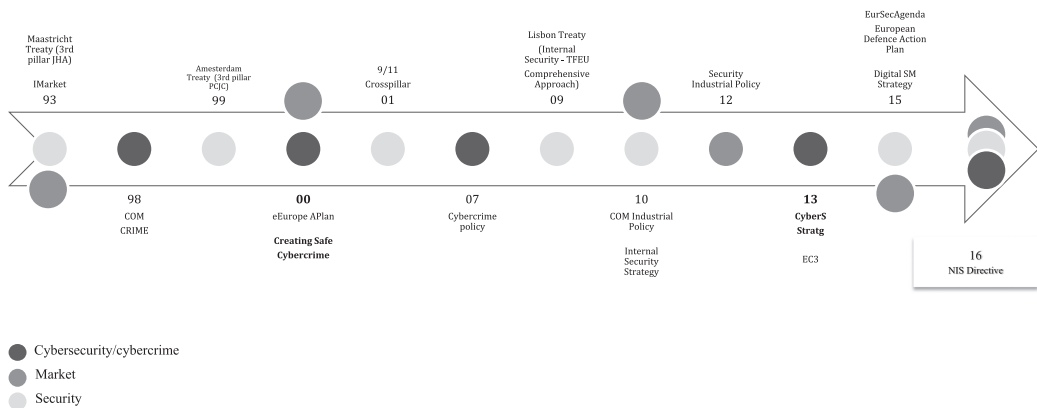 Maastricht
Treaty (3rd
pillar JHA)
IMarket
93
Amesterdam
Treaty (3rd pillar
PCJC)
99
9/11
Crosspillar
01
Lisbon Treaty
(Internal
Security - TFEU
Comprehensive
Approach)
09
Security
Industrial Policy
12
EurSecAgenda
European
Defence Action
Plan
Digital SM
Strategy
15
98
COM
CRIME
00
eEurope APlan
Creating Safe
Cybercrime
07
Cybercrime
policy
10
COM Industrial
Policy
Internal
Security
Strategy
13
CyberS
Stratg
EC3
16
NIS Directive
Cybersecurity/cybercrime
Market
Security